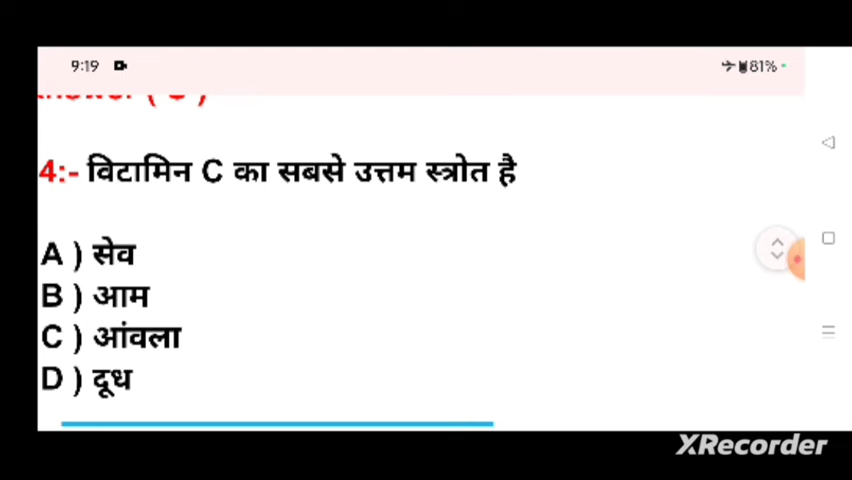 9:19 81%
4:- विटामिन C का सबसे उत्तम स्त्रोत है
A ) सेव
B ) आम
C ) आंवला
D ) दूध
XRecorder